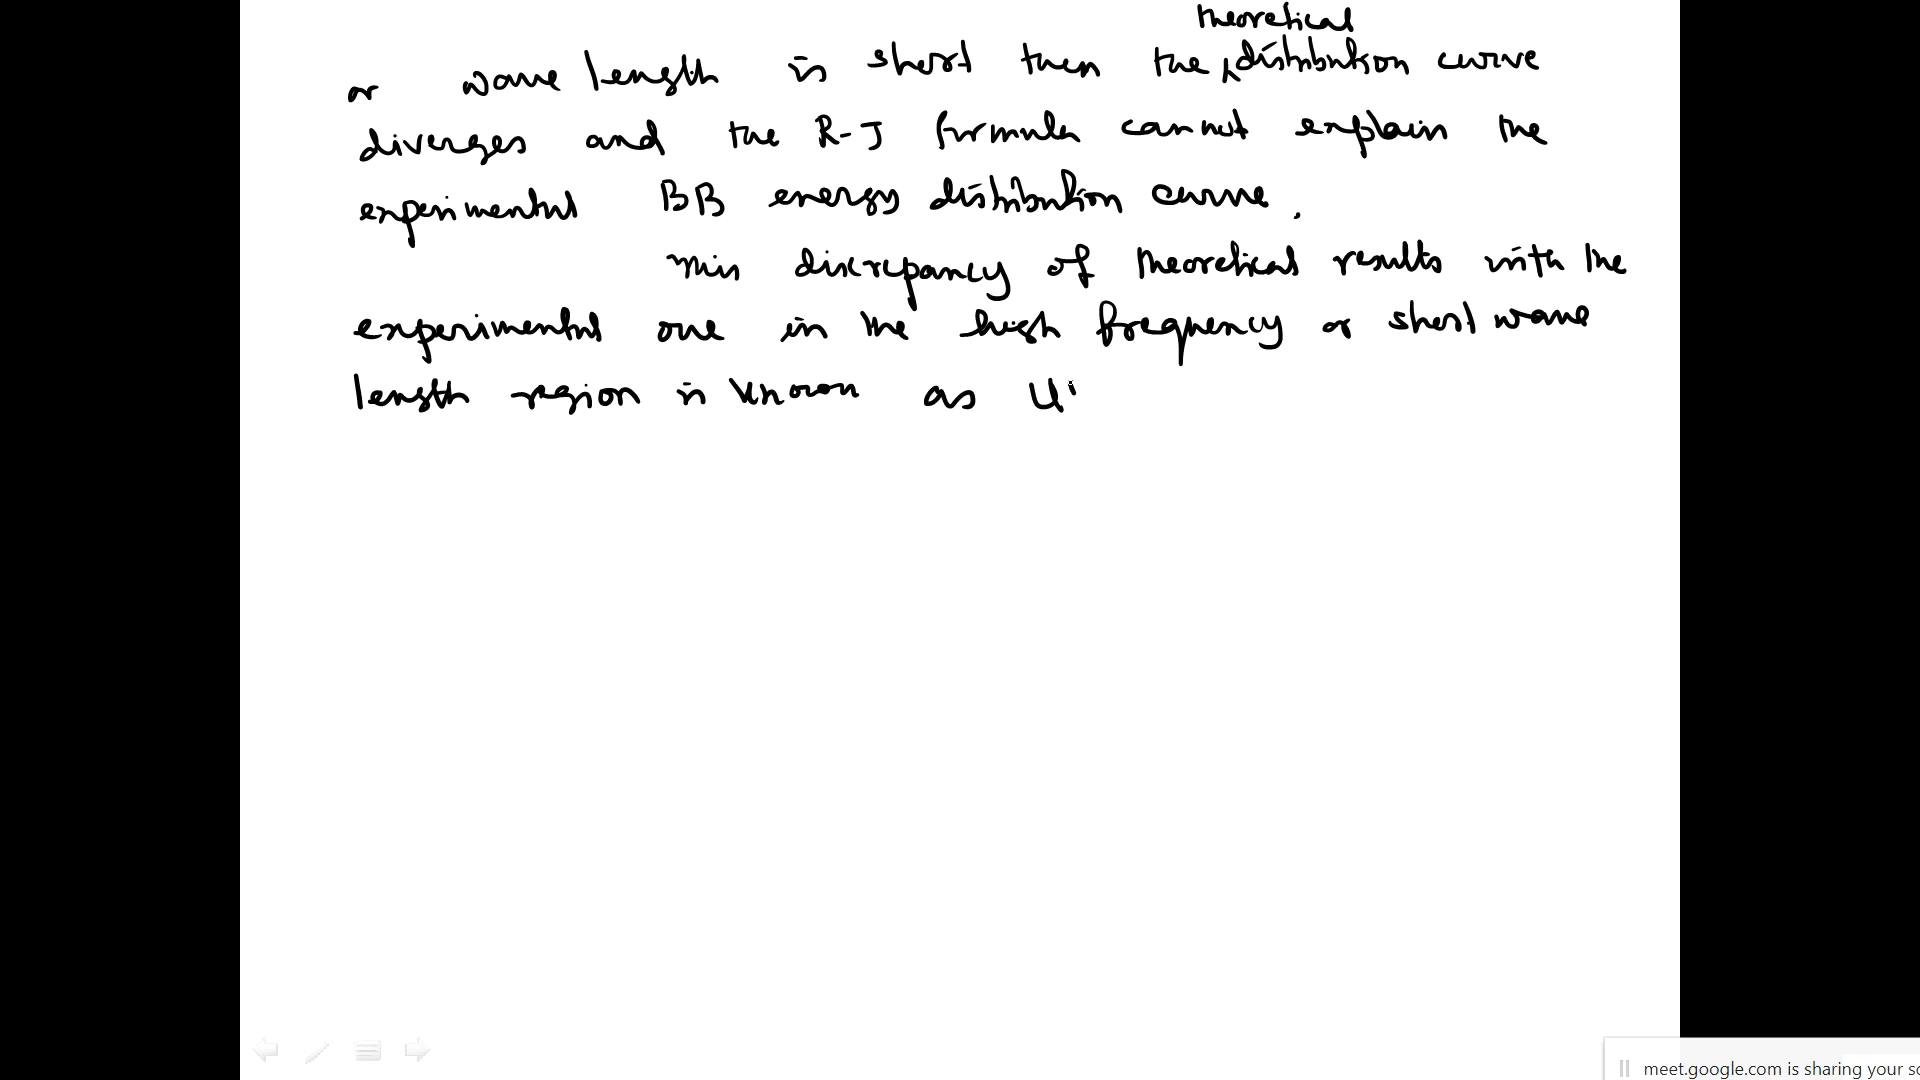 theoretical
or wave length is short then the distribution curve
diverges and the R-J formula cannot explain the
experimental BB energy distribution curve.
This discrepancy of theoretical results with the
experimental one in the high frequency or short wave
length region is known as U
meet.google.com is sharing your sc